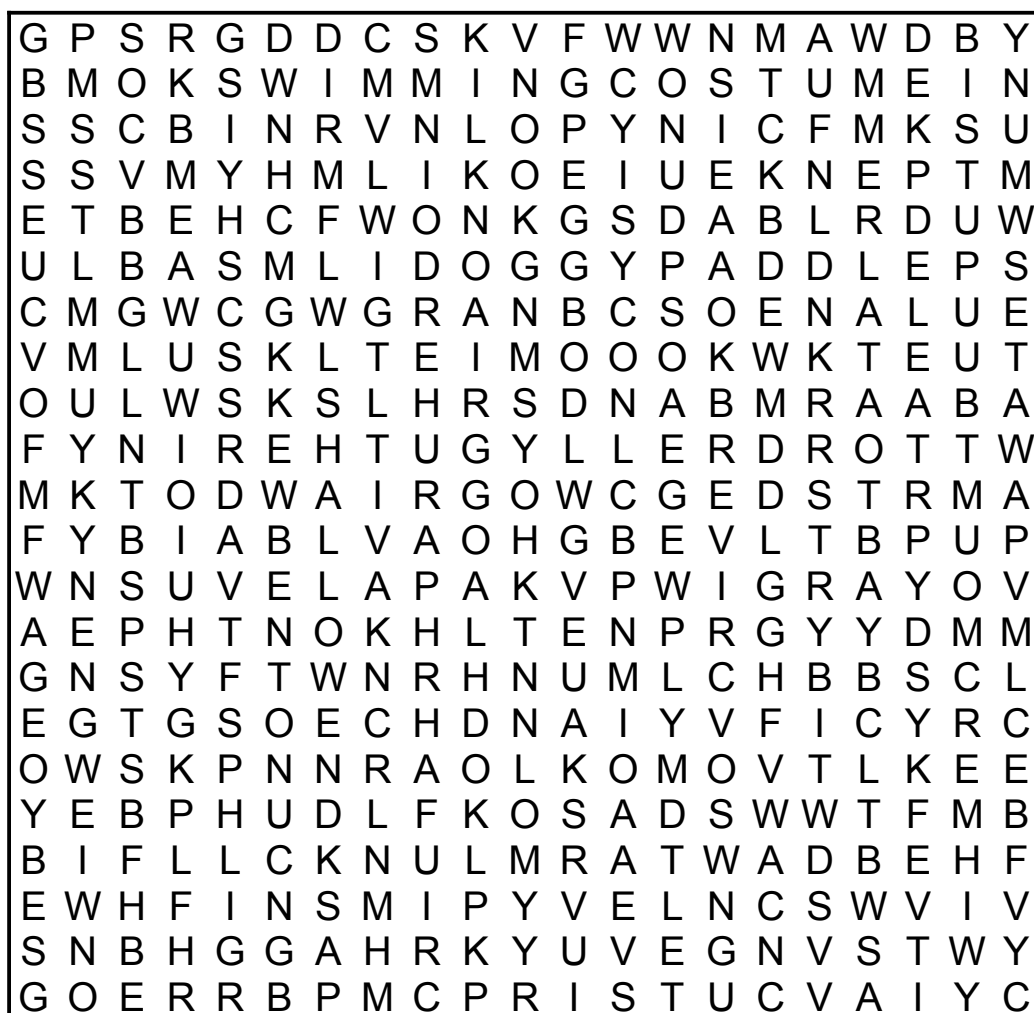 G P S R G D D C S K V F W W N M A W D B Y
B M O K S W I M M I N G C O S T U M E I N
S S C B I N R V N L O P Y N I C F M K S U
S S V M Y H M L I K O E I U E K N E P T M
E T B E H C F W O N K G S D A B L R D U W
U L B A S M L I D O G G Y P A D D L E P S
C M G W C G W G R A N B C S O E N A L U E
V M L U S K L T E I M O O O K W K T E U T
O U L W S K S L H R S D N A B M R A A B A
F Y N I R E H T U G Y L L E R D R O T T W
M K T O D W A I R G O W C G E D S T R M A
F Y B I A B L V A O H G B E V L T B P U P
W N S U V E L A P A K V P W I G R A Y O V
A E P H T N O K H L T E N P R G Y Y D M M
G N S Y F T W N R H N U M L C H B B S C L
E G T G S O E C H D N A I Y V F I C Y R C
O W S K P N N R A O L K O M O V T L K E E
Y E B P H U D L F K O S A D S W W T F M B
B I F L L C K N U L M R A T W A D B E H F
E W H F I N S M I P Y V E L N C S W V I V
S N B H G G A H R K Y U V E G N V S T W Y
G O E R R B P M C P R I S T U C V A I Y C